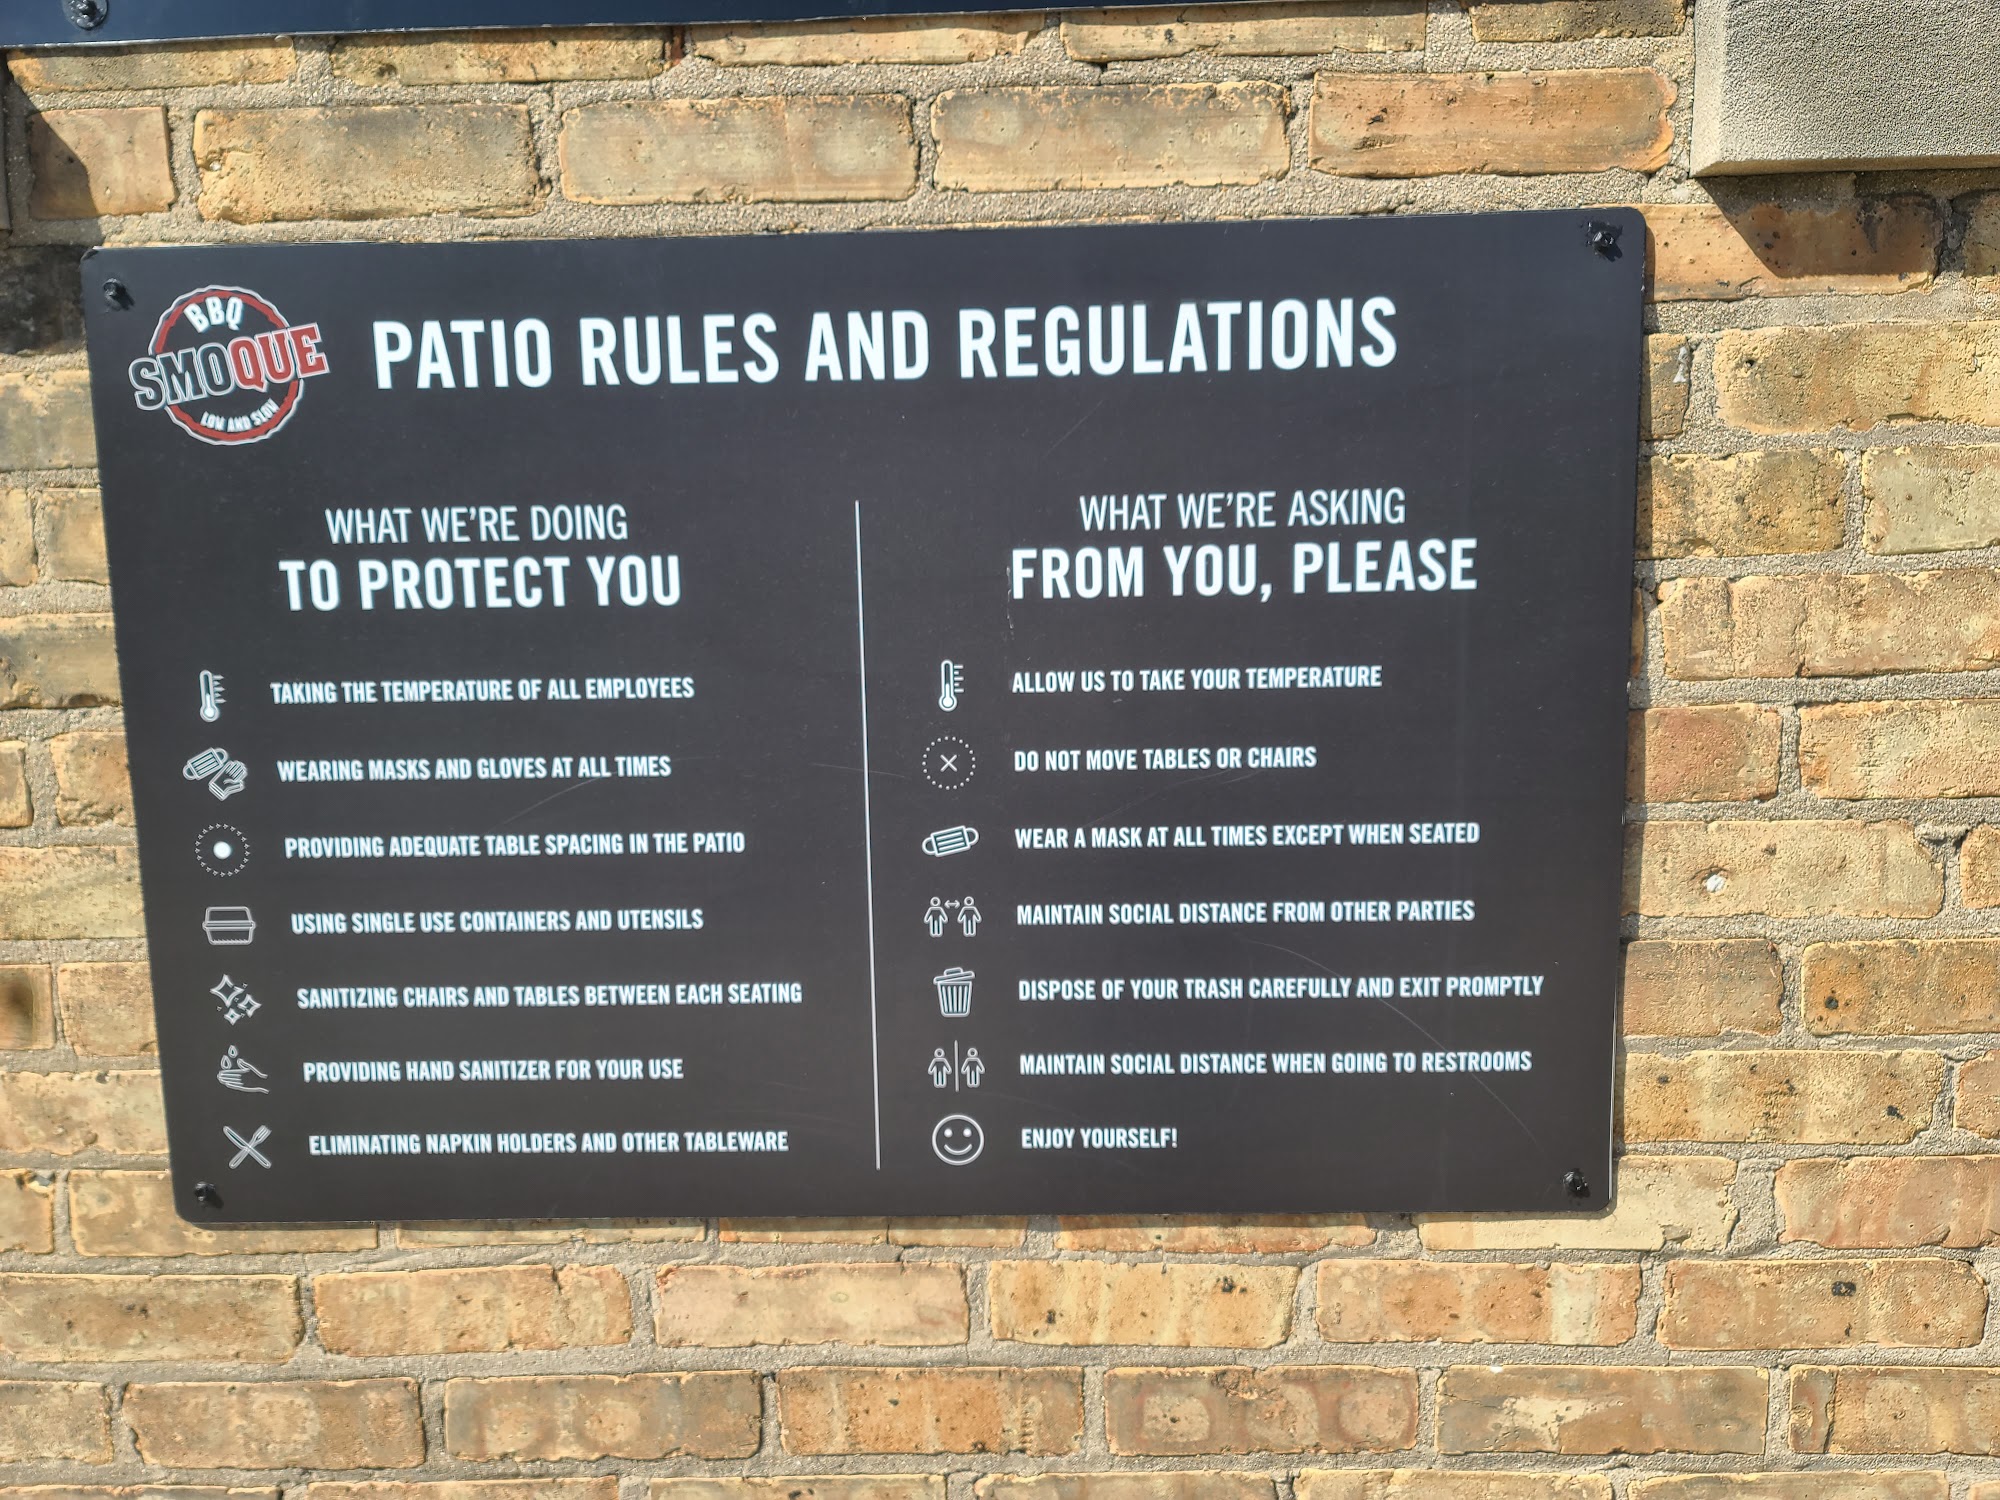 BBQ
SMOQUE
LOW AND SLOW
PATIO RULES AND REGULATIONS
WHAT WE'RE DOING
TO PROTECT YOU
TAKING THE TEMPERATURE OF ALL EMPLOYEES
WEARING MASKS AND GLOVES AT ALL TIMES
PROVIDING ADEQUATE TABLE SPACING IN THE PATIO
USING SINGLE USE CONTAINERS AND UTENSILS
SANITIZING CHAIRS AND TABLES BETWEEN EACH SEATING
PROVIDING HAND SANITIZER FOR YOUR USE
ELIMINATING NAPKIN HOLDERS AND OTHER TABLEWARE
WHAT WE'RE ASKING
FROM YOU, PLEASE
ALLOW US TO TAKE YOUR TEMPERATURE
DO NOT MOVE TABLES OR CHAIRS
WEAR A MASK AT ALL TIMES EXCEPT WHEN SEATED
MAINTAIN SOCIAL DISTANCE FROM OTHER PARTIES
DISPOSE OF YOUR TRASH CAREFULLY AND EXIT PROMPTLY
MAINTAIN SOCIAL DISTANCE WHEN GOING TO RESTROOMS
ENJOY YOURSELF!